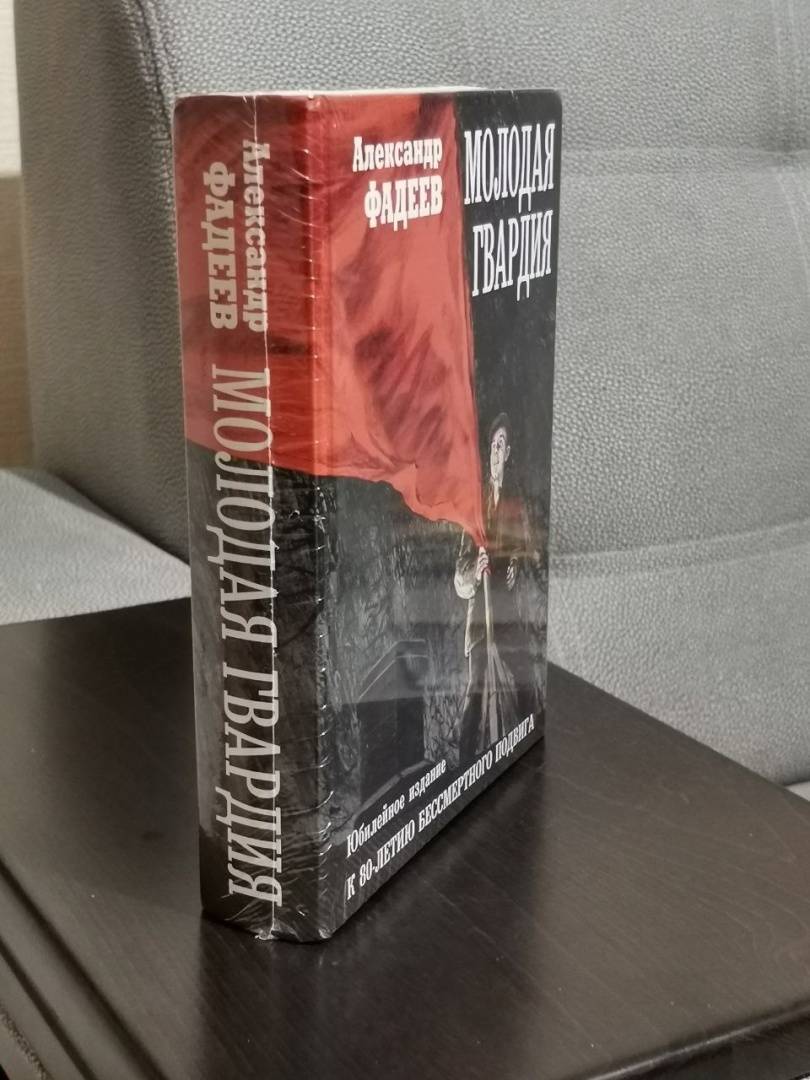 Александр
ФАДЕЕВ
МОЛОДАЯ ГВАРДИЯ
Александр
ФАДЕЕВ
МОЛОДАЯ
ГВАРДИЯ
Юбилейное издание
К 80-ЛЕТИЮ БЕССМЕРТНОГО ПОДВИГА